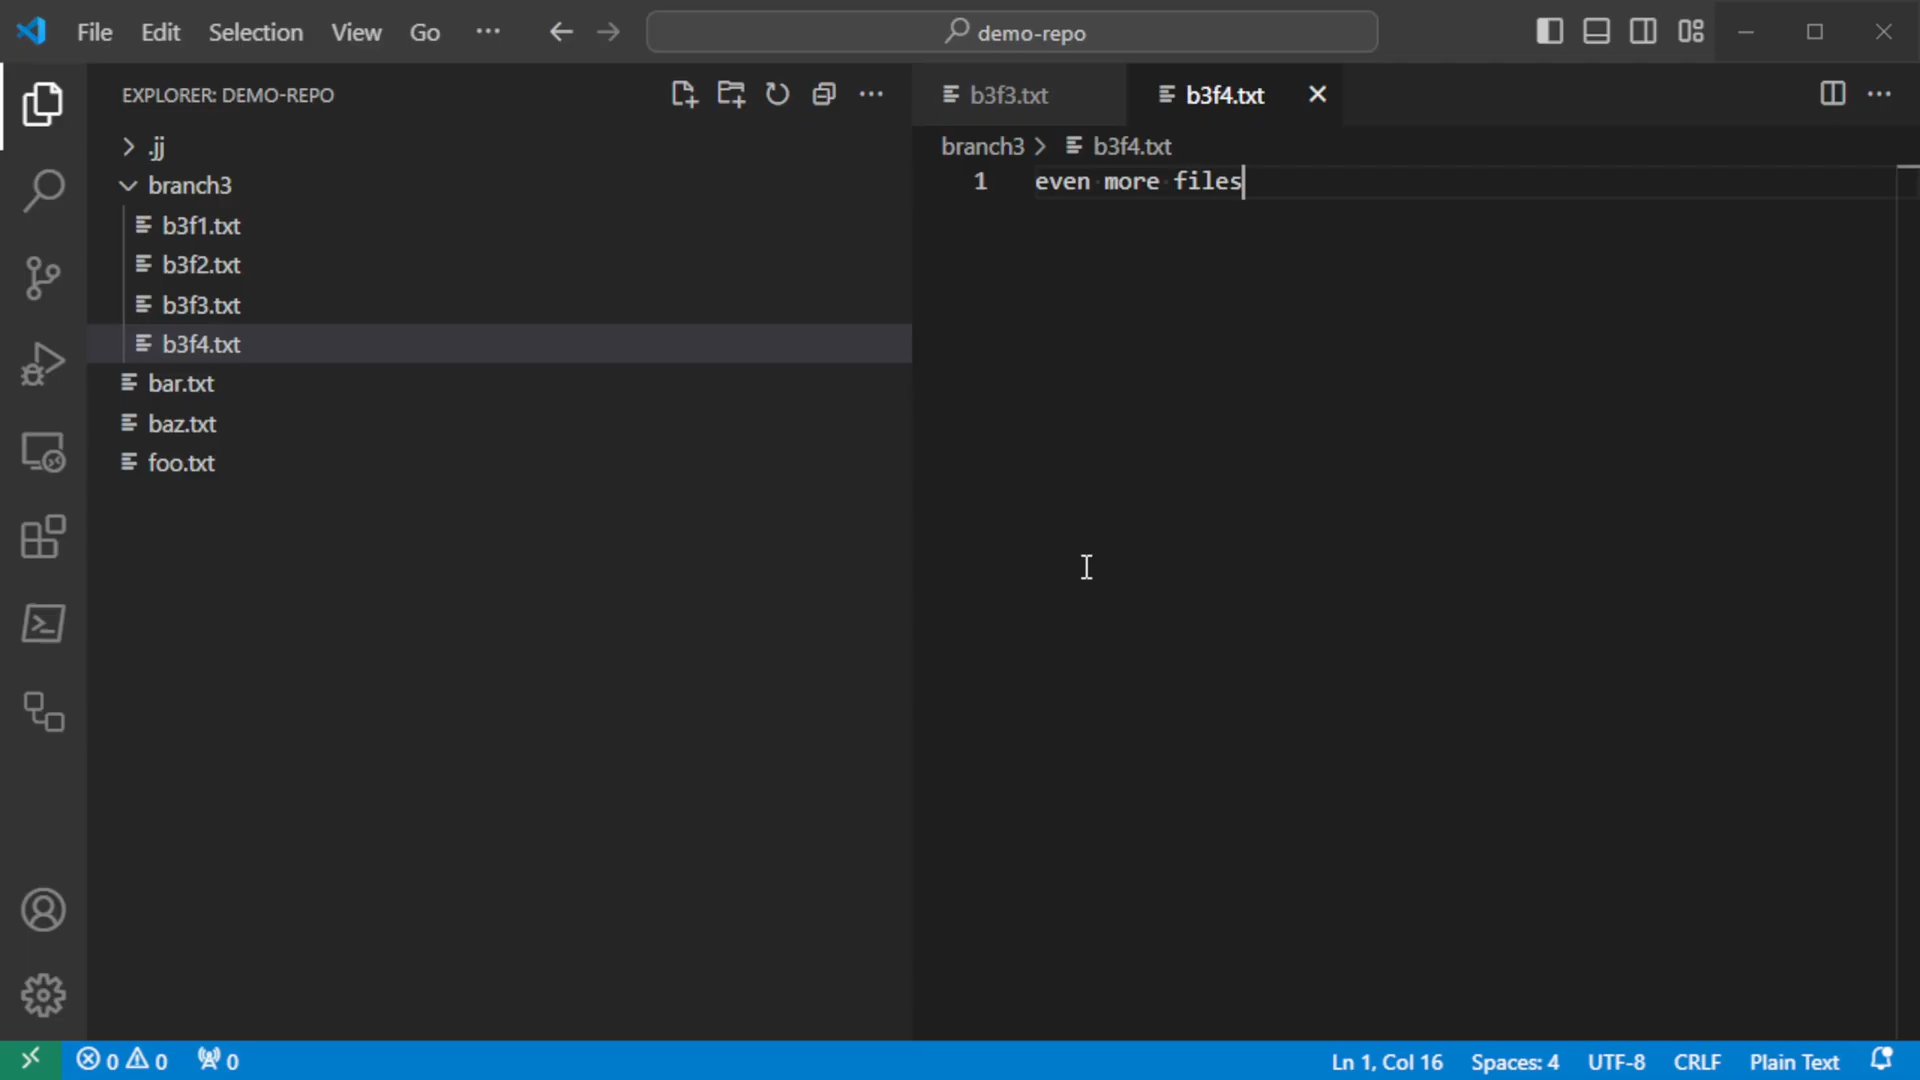 File Edit Selection View Go ··· demo-repo
EXPLORER: DEMO-REPO
.jj
branch3
b3f1.txt
b3f2.txt
b3f3.txt
b3f4.txt
bar.txt
baz.txt
foo.txt
b3f3.txt b3f4.txt
branch3 > b3f4.txt
1 even more files
0 0 0 Ln 1, Col 16 Spaces: 4 UTF-8 CRLF Plain Text